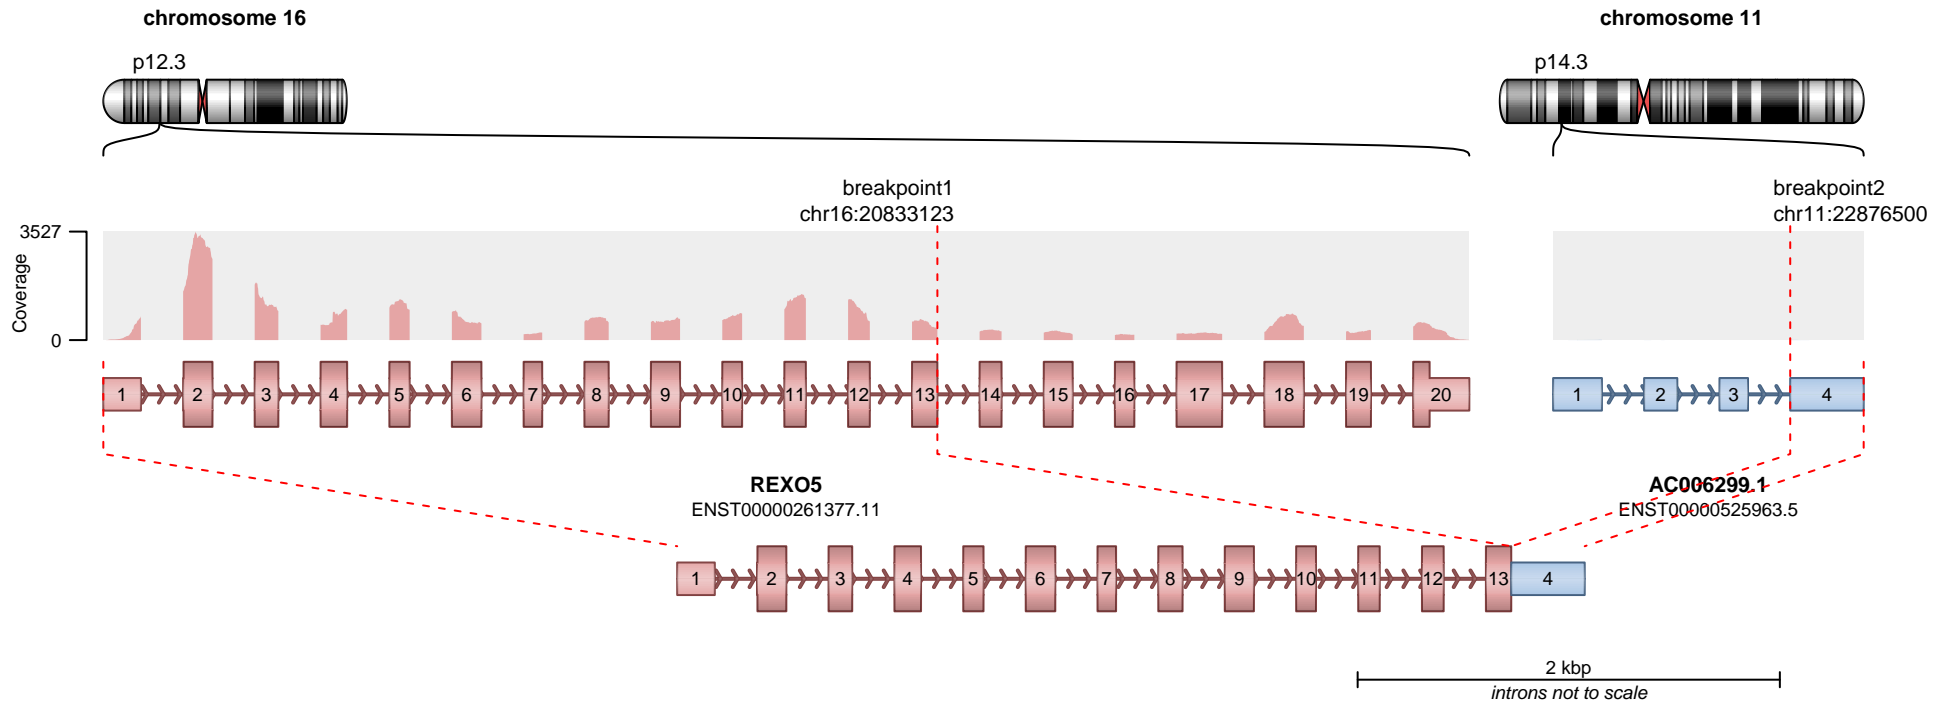 chromosome 16
chromosome 11
p12.3
p14.3
breakpoint1
chr16:20833123
breakpoint2
chr11:22876500
3527
Coverage
0
1 2 3 4 5 6 7 8 9 10 11 12 13 14 15 16 17 18 19 20
1 2 3 4
REXO5
ENST00000261377.11
AC006299.1
ENST00000525963.5
1 2 3 4 5 6 7 8 9 10 11 12 13 4
2 kbp
introns not to scale